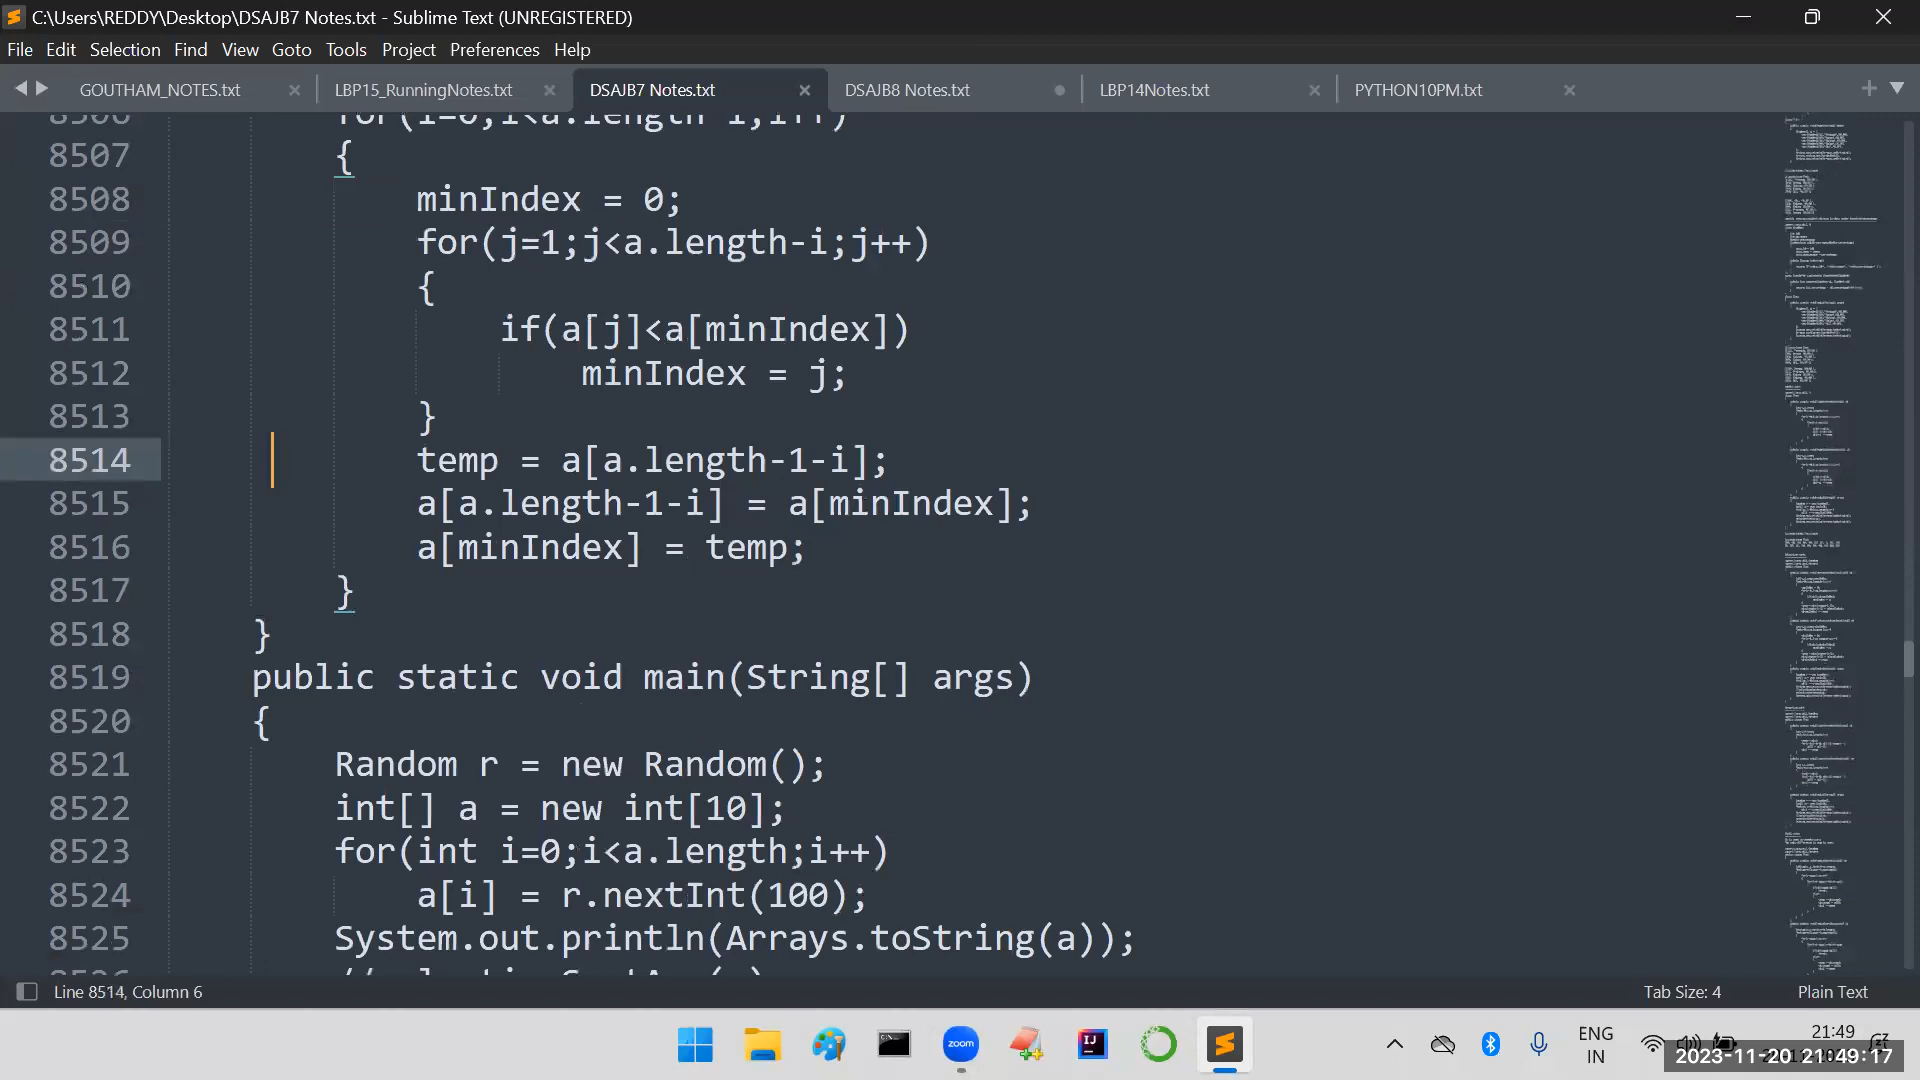 C:\Users\REDDY\Desktop\DSAJB7 Notes.txt - Sublime Text (UNREGISTERED)
File Edit Selection Find View Goto Tools Project Preferences Help
GOUTHAM_NOTES.txt LBP15_RunningNotes.txt DSAJB7 Notes.txt DSAJB8 Notes.txt LBP14Notes.txt PYTHON10PM.txt
8507 {
8508 minIndex = 0;
8509 for(j=1;j<a.length-i;j++)
8510 {
8511 if(a[j]<a[minIndex])
8512 minIndex = j;
8513 }
8514 temp = a[a.length-1-i];
8515 a[a.length-1-i] = a[minIndex];
8516 a[minIndex] = temp;
8517 }
8518 }
8519 public static void main(String[] args)
8520 {
8521 Random r = new Random();
8522 int[] a = new int[10];
8523 for(int i=0;i<a.length;i++)
8524 a[i] = r.nextInt(100);
8525 System.out.println(Arrays.toString(a));
Line 8514, Column 6 Tab Size: 4 Plain Text
zoom
IJ
ENG
IN
21:49
2023-11-20 21:49:17